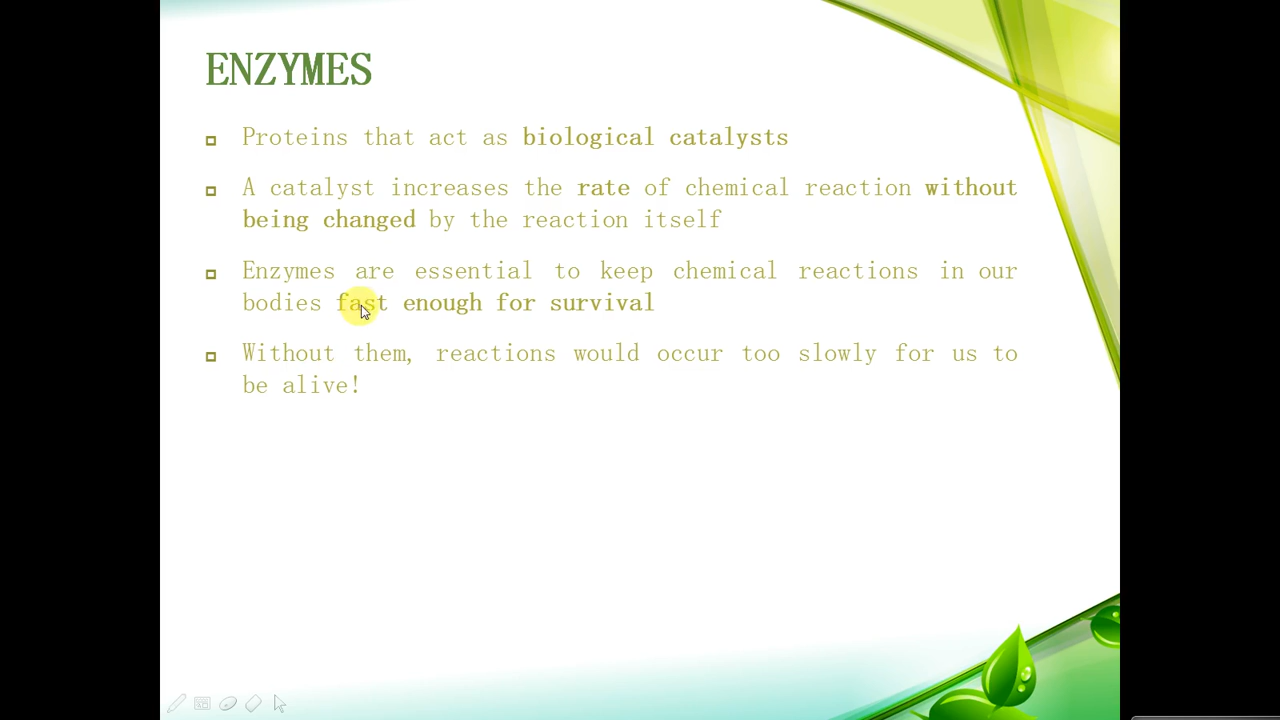 ENZYMES
Proteins that act as biological catalysts
A catalyst increases the rate of chemical reaction without
being changed by the reaction itself
Enzymes are essential to keep chemical reactions in our
bodies fast enough for survival
Without them, reactions would occur too slowly for us to
be alive!